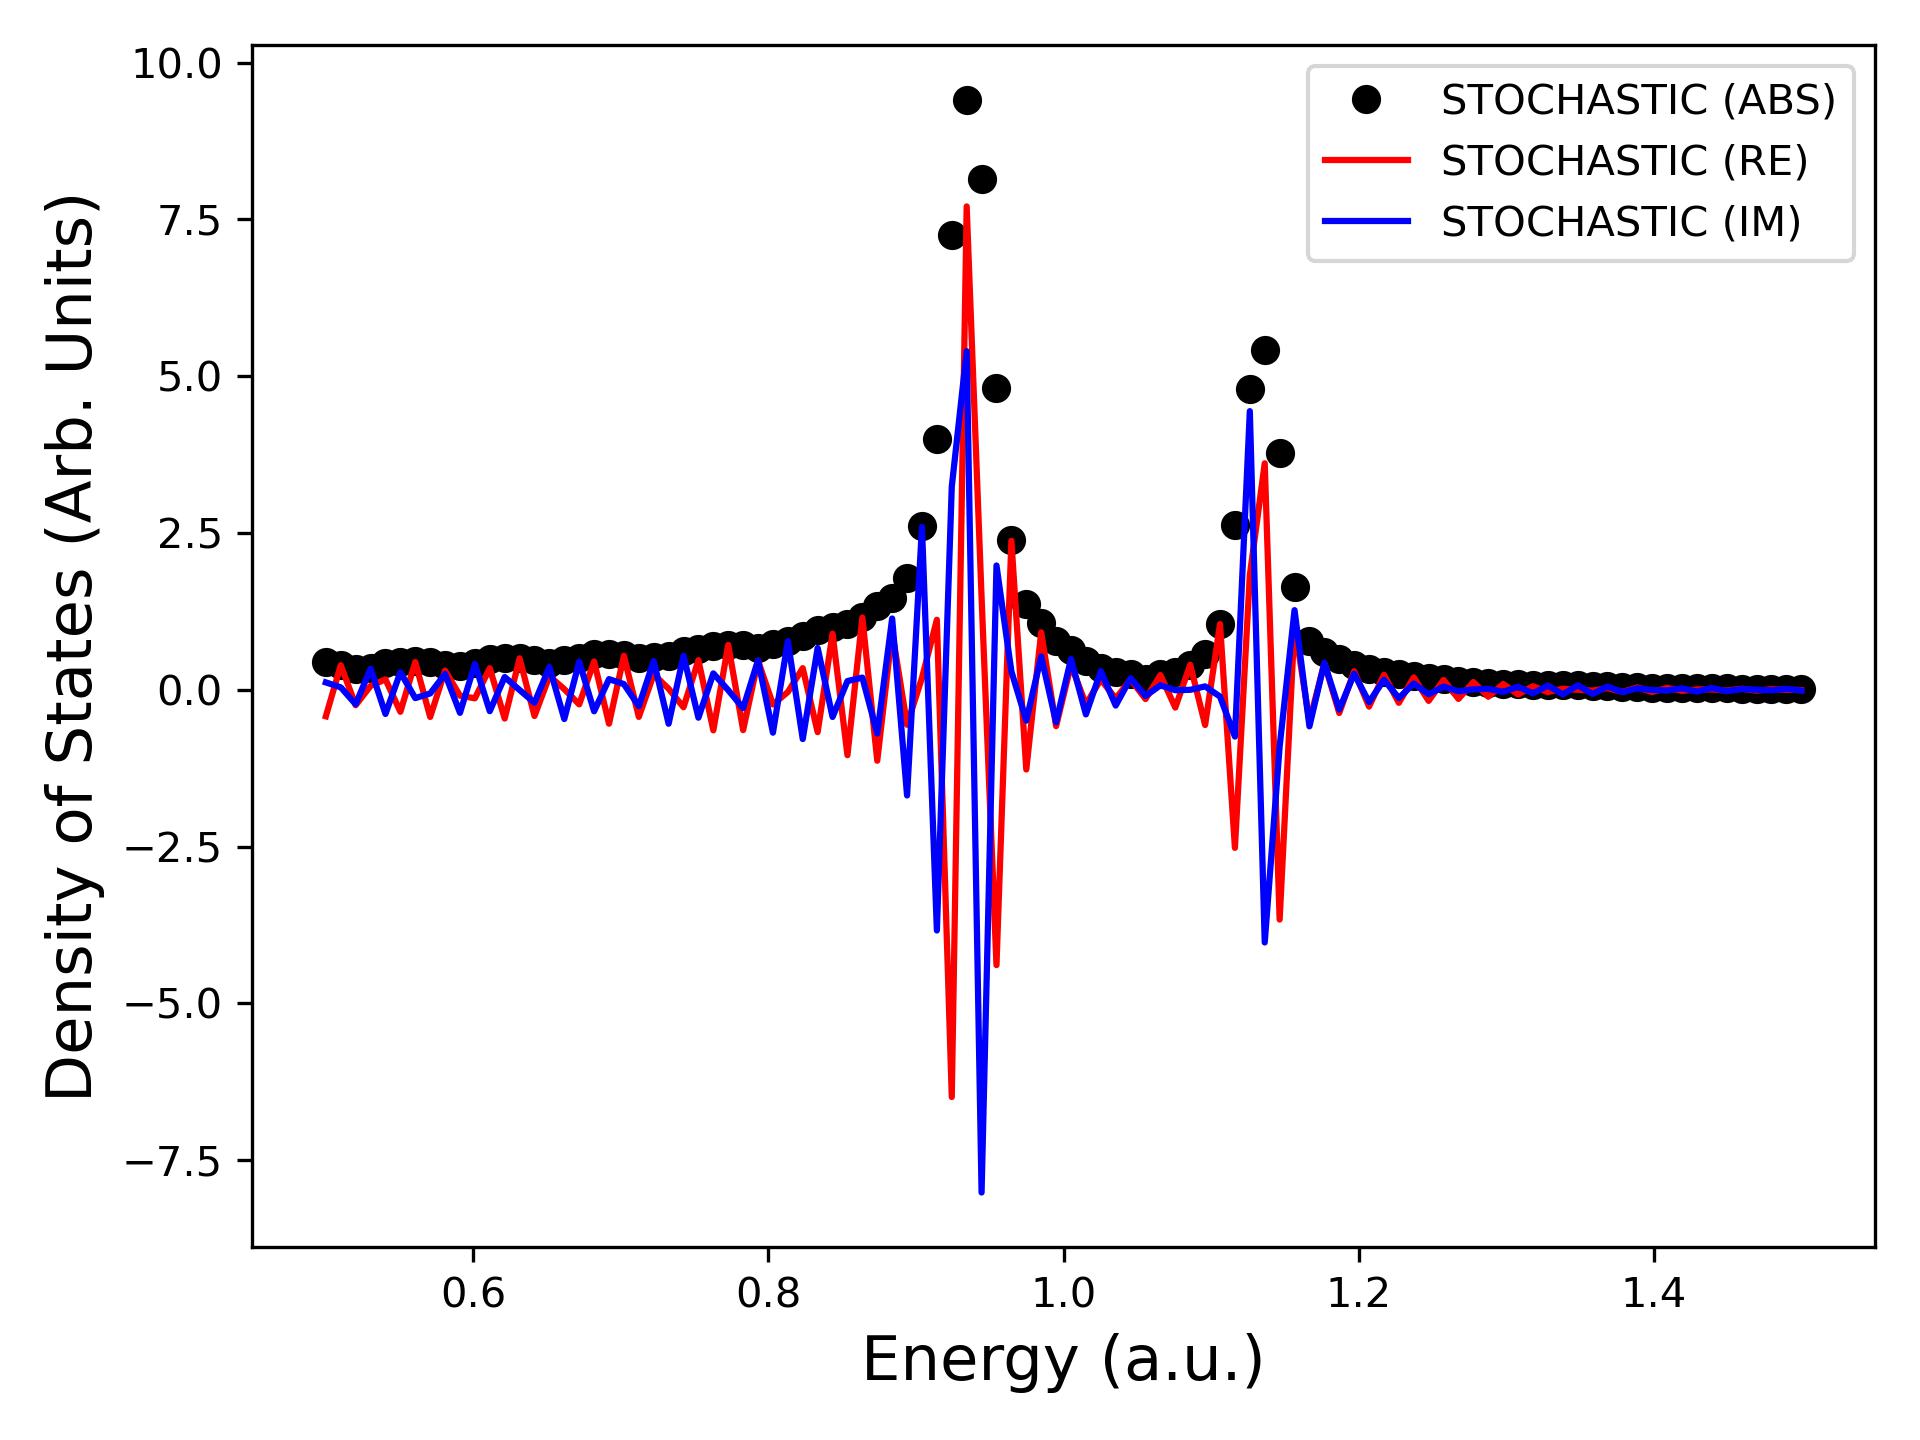 10.0
7.5
5.0
2.5
0.0
−2.5
−5.0
−7.5
Density of States (Arb. Units)
STOCHASTIC (ABS)
STOCHASTIC (RE)
STOCHASTIC (IM)
0.6 0.8 1.0 1.2 1.4
Energy (a.u.)